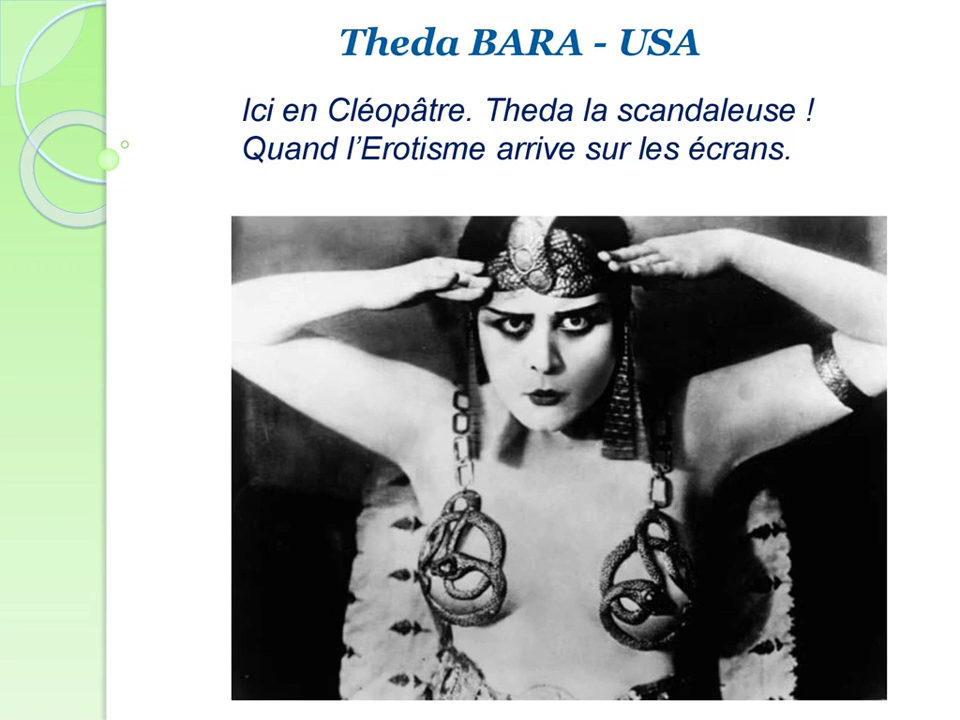 Theda BARA - USA
Ici en Cléopâtre. Theda la scandaleuse !
Quand l’Erotisme arrive sur les écrans.